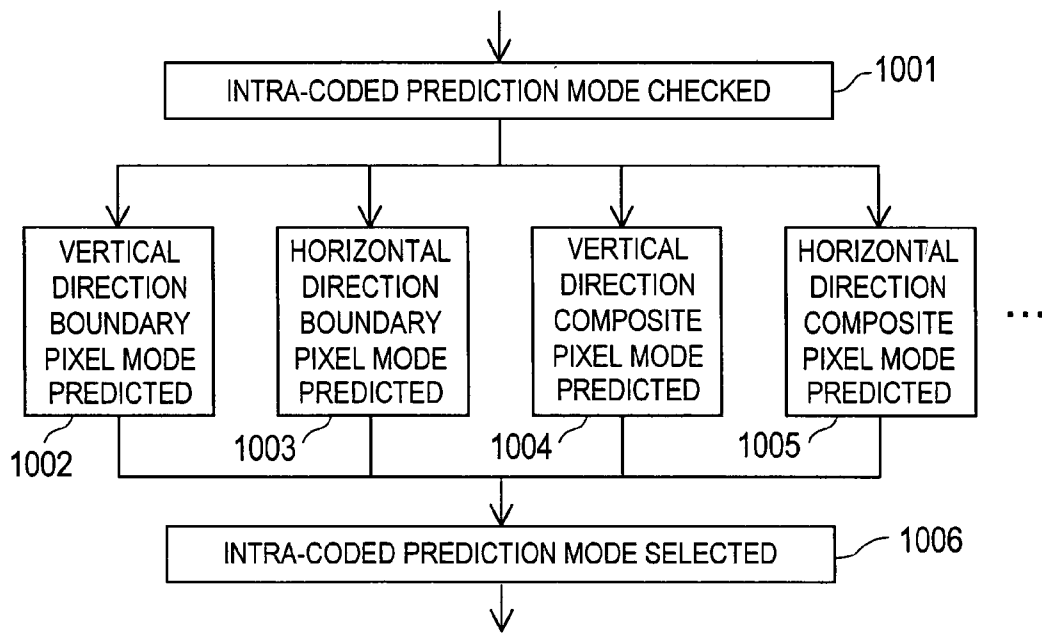 INTRA-CODED PREDICTION MODE CHECKED
1001
VERTICAL
DIRECTION
BOUNDARY
PIXEL MODE
PREDICTED
1002
HORIZONTAL
DIRECTION
BOUNDARY
PIXEL MODE
PREDICTED
1003
VERTICAL
DIRECTION
COMPOSITE
PIXEL MODE
PREDICTED
1004
HORIZONTAL
DIRECTION
COMPOSITE
PIXEL MODE
PREDICTED
1005
...
INTRA-CODED PREDICTION MODE SELECTED
1006